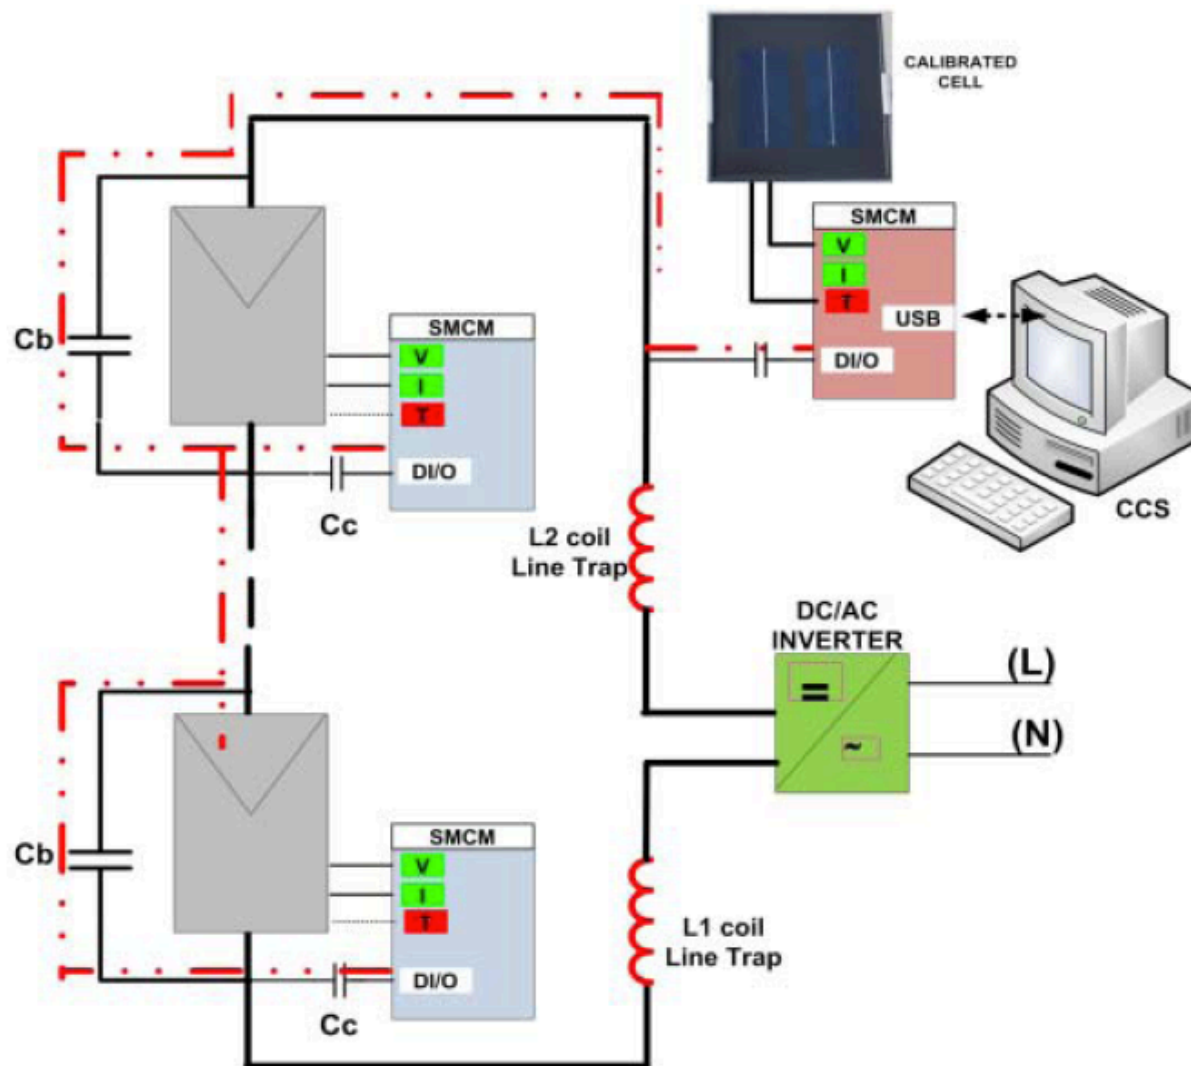 CALIBRATED
CELL
SMCM
V
I
T
USB
DI/O
Cb
SMCM
V
I
T
DI/O
Cc
CCS
L2 coil
Line Trap
DC/AC
INVERTER
=
~
(L)
(N)
Cb
SMCM
V
I
T
DI/O
Cc
L1 coil
Line Trap